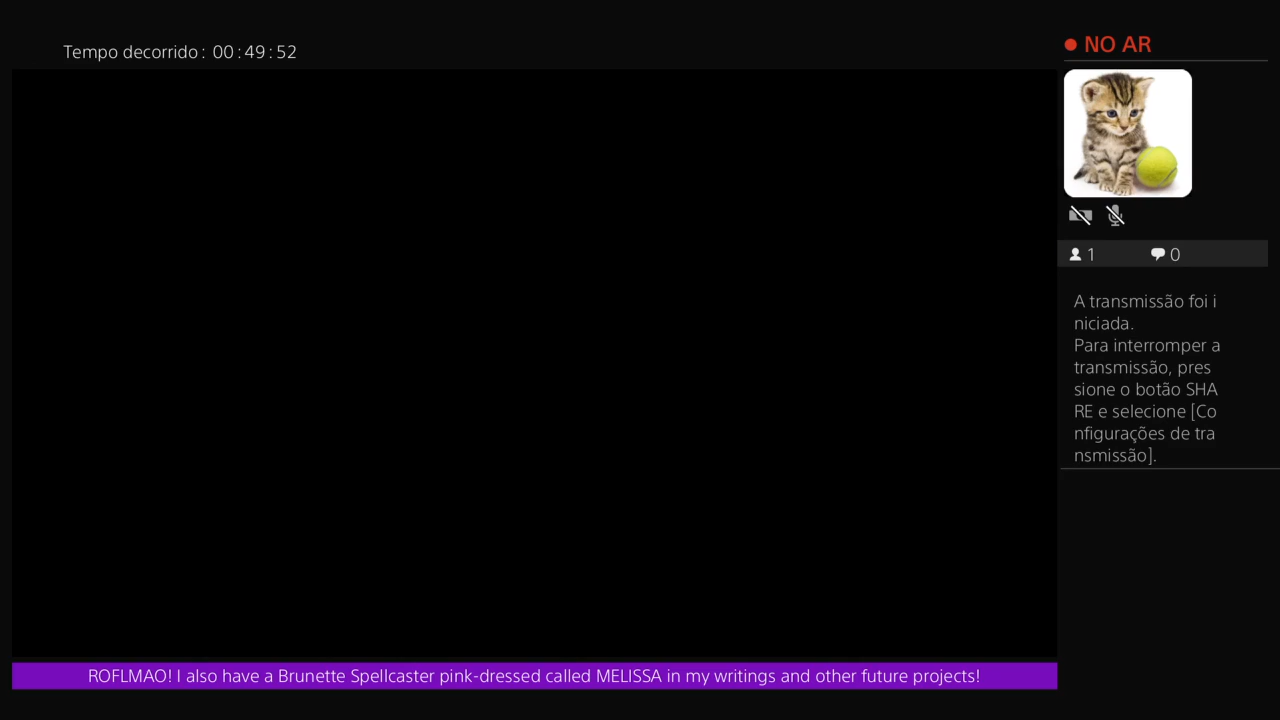 Tempo decorrido : 00 : 49 : 52
NO AR
1
0
A transmissão foi i
niciada.
Para interromper a
transmissão, pres
sione o botão SHA
RE e selecione [Co
nfigurações de tra
nsmissão].
ROFLMAO! I also have a Brunette Spellcaster pink-dressed called MELISSA in my writings and other future projects!